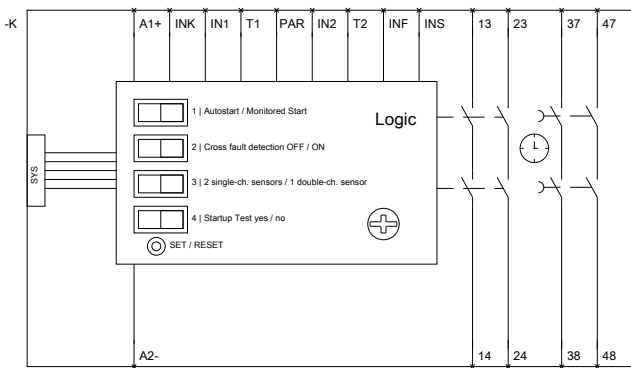 -K A1+ INK IN1 T1 PAR IN2 T2 INF INS 13 23 37 47
1 | Autostart / Monitored Start
Logic
2 | Cross fault detection OFF / ON
SYS
3 | 2 single-ch. sensors / 1 double-ch. sensor
4 | Startup Test yes / no
SET / RESET
A2- 14 24 38 48